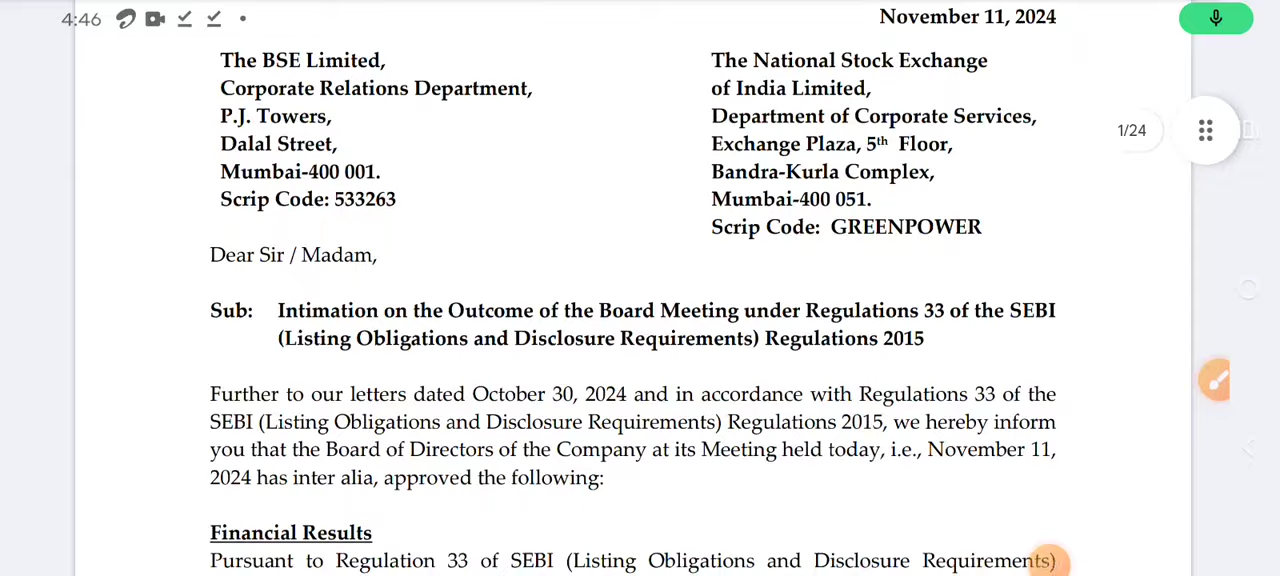 4:46
November 11, 2024
The BSE Limited,
Corporate Relations Department,
P.J. Towers,
Dalal Street,
Mumbai-400 001.
Scrip Code: 533263
The National Stock Exchange
of India Limited,
Department of Corporate Services,
Exchange Plaza, 5th Floor,
Bandra-Kurla Complex,
Mumbai-400 051.
Scrip Code: GREENPOWER
1/24
Dear Sir / Madam,
Sub: Intimation on the Outcome of the Board Meeting under Regulations 33 of the SEBI
(Listing Obligations and Disclosure Requirements) Regulations 2015
Further to our letters dated October 30, 2024 and in accordance with Regulations 33 of the
SEBI (Listing Obligations and Disclosure Requirements) Regulations 2015, we hereby inform
you that the Board of Directors of the Company at its Meeting held today, i.e., November 11,
2024 has inter alia, approved the following:
Financial Results
Pursuant to Regulation 33 of SEBI (Listing Obligations and Disclosure Requirements)